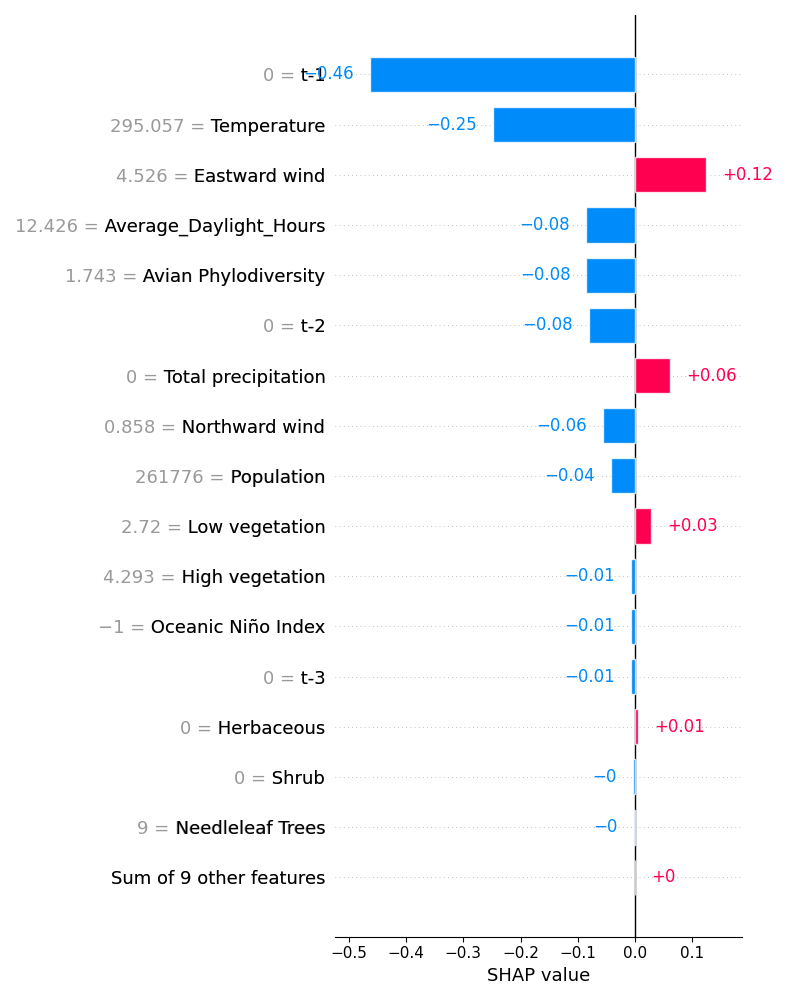 0 = t-1 −0.46
295.057 = Temperature −0.25
4.526 = Eastward wind +0.12
12.426 = Average_Daylight_Hours −0.08
1.743 = Avian Phylodiversity −0.08
0 = t-2 −0.08
0 = Total precipitation +0.06
0.858 = Northward wind −0.06
261776 = Population −0.04
2.72 = Low vegetation +0.03
4.293 = High vegetation −0.01
−1 = Oceanic Niño Index −0.01
0 = t-3 −0.01
0 = Herbaceous +0.01
0 = Shrub −0
9 = Needleleaf Trees −0
Sum of 9 other features +0
−0.5 −0.4 −0.3 −0.2 −0.1 0.0 0.1
SHAP value